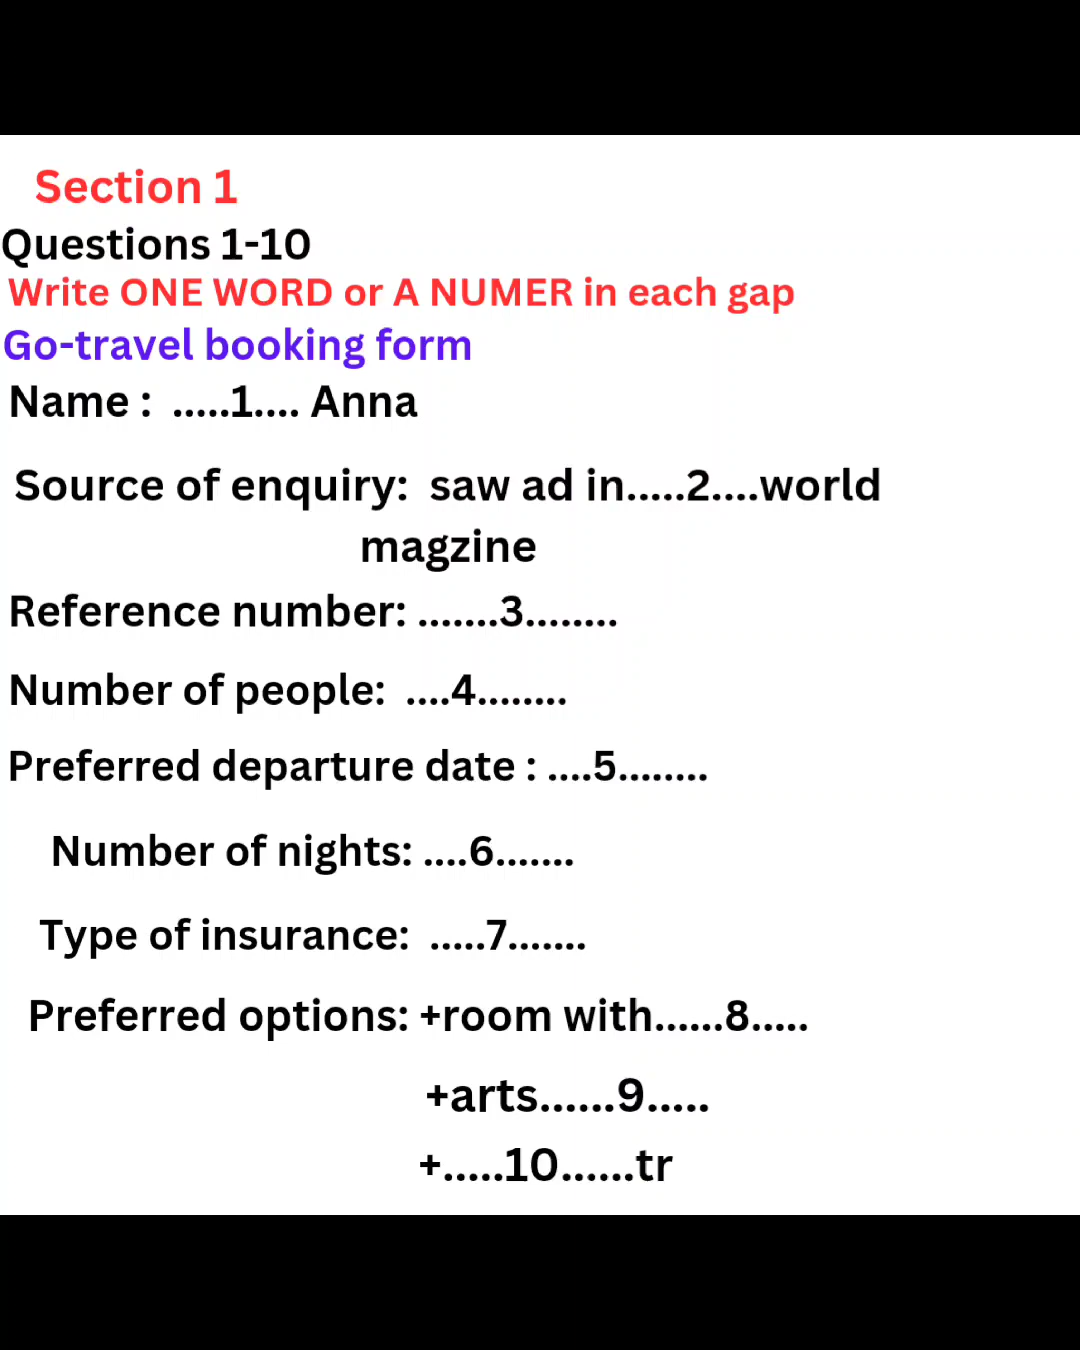 Section 1
Questions 1-10
Write ONE WORD or A NUMER in each gap
Go-travel booking form
Name : .....1.... Anna
Source of enquiry: saw ad in.....2....world
magzine
Reference number: .......3........
Number of people: ....4........
Preferred departure date : ....5........
Number of nights: ....6.......
Type of insurance: .....7.......
Preferred options: +room with......8.....
+arts......9.....
+.....10......tr